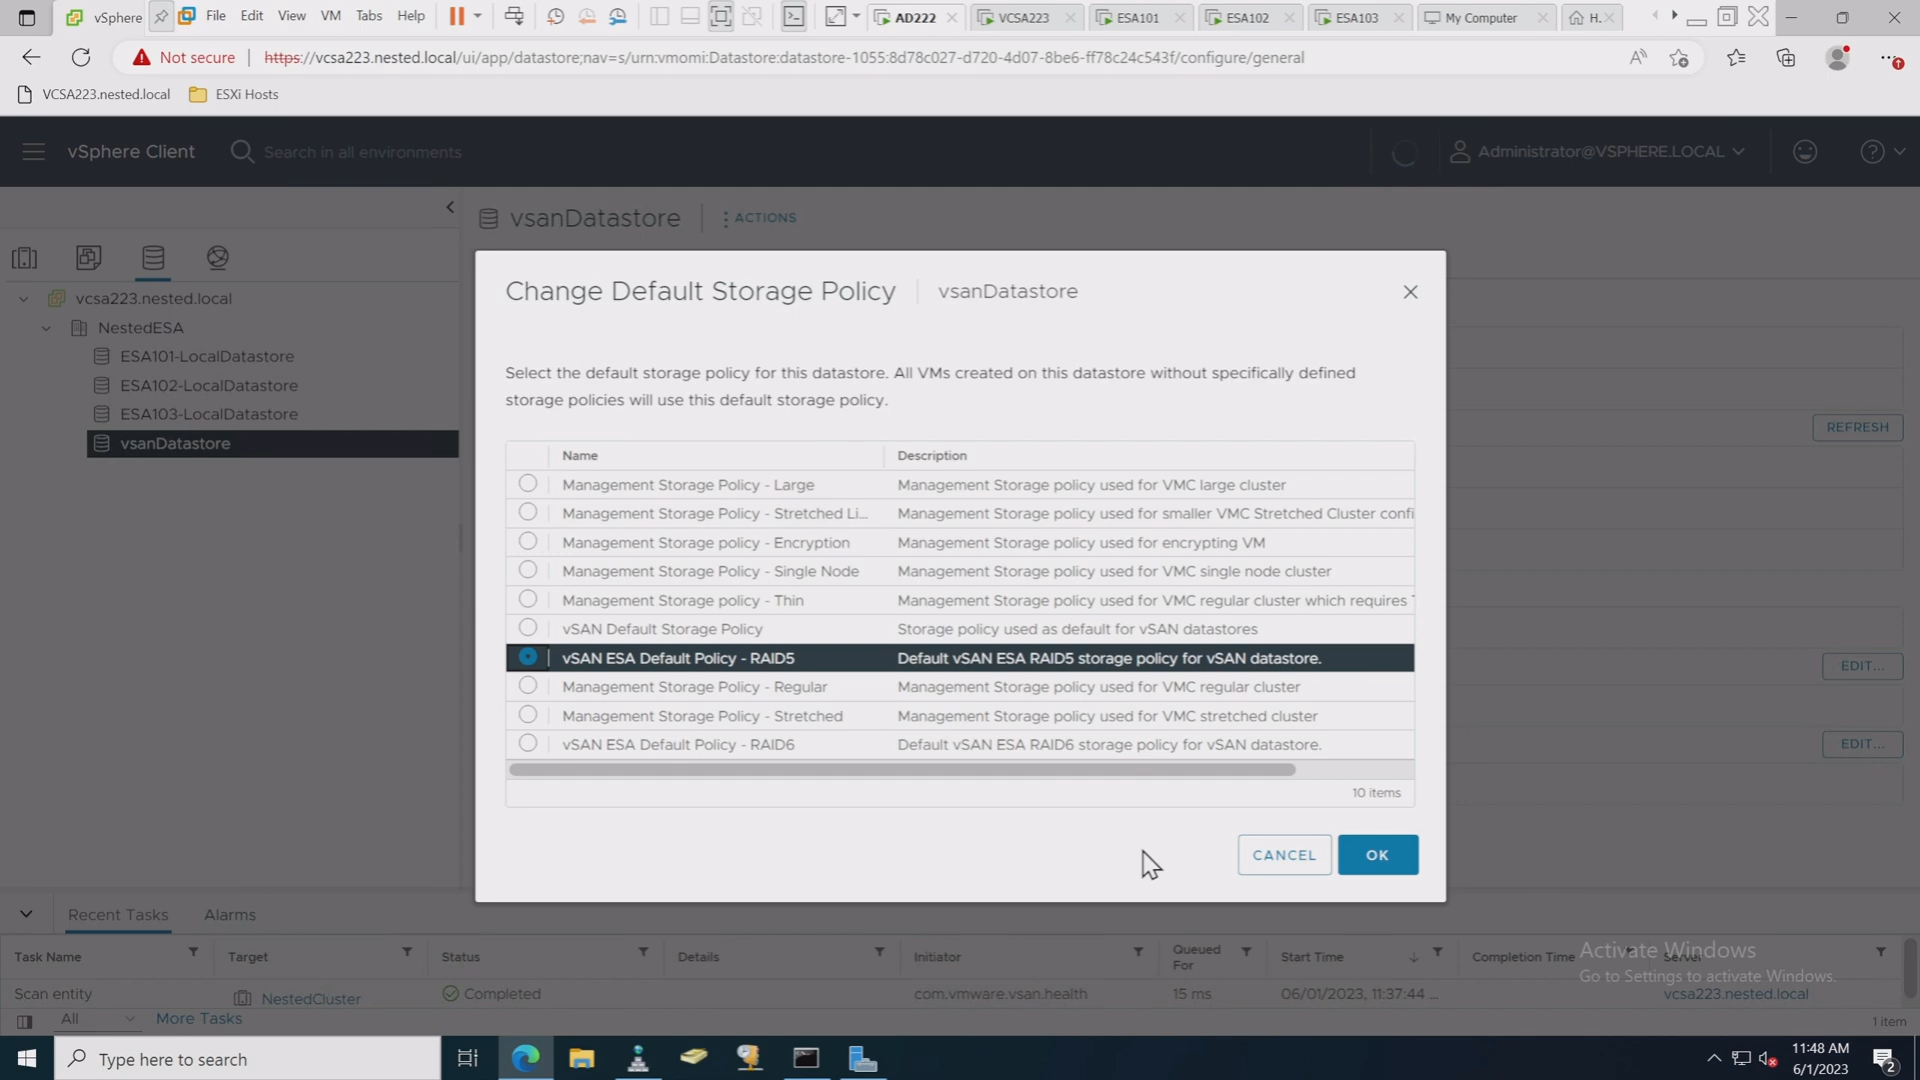 vSphere
File Edit View VM Tabs Help
AD222
VCSA223
ESA101
ESA102
ESA103
My Computer
H.
Not secure
https://vcsa223.nested.local/ui/app/datastore;nav=s/urn:vmomi:Datastore:datastore-1055:8d78c027-d720-4d07-8be6-ff78c24c543f/configure/general
VCSA223.nested.local
ESXi Hosts
vSphere Client
Search in all environments
Administrator@VSPHERE.LOCAL
vsanDatastore
ACTIONS
vcsa223.nested.local
NestedESA
ESA101-LocalDatastore
ESA102-LocalDatastore
ESA103-LocalDatastore
vsanDatastore
REFRESH
EDIT...
EDIT...
Change Default Storage Policy
vsanDatastore
Select the default storage policy for this datastore. All VMs created on this datastore without specifically defined
storage policies will use this default storage policy.
Name Description
Management Storage Policy - Large Management Storage policy used for VMC large cluster
Management Storage Policy - Stretched Li... Management Storage policy used for smaller VMC Stretched Cluster confi
Management Storage policy - Encryption Management Storage policy used for encrypting VM
Management Storage Policy - Single Node Management Storage policy used for VMC single node cluster
Management Storage policy - Thin Management Storage policy used for VMC regular cluster which requires
vSAN Default Storage Policy Storage policy used as default for vSAN datastores
vSAN ESA Default Policy - RAID5 Default vSAN ESA RAID5 storage policy for vSAN datastore.
Management Storage Policy - Regular Management Storage policy used for VMC regular cluster
Management Storage Policy - Stretched Management Storage policy used for VMC stretched cluster
vSAN ESA Default Policy - RAID6 Default vSAN ESA RAID6 storage policy for vSAN datastore.
10 items
CANCEL
OK
Recent Tasks Alarms
Task Name Target Status Details Initiator Queued For Start Time Completion Time Server
Scan entity NestedCluster Completed com.vmware.vsan.health 15 ms 06/01/2023, 11:37:44 ... vcsa223.nested.local
Activate Windows
Go to Settings to activate Windows.
All More Tasks
1 item
Type here to search
11:48 AM
6/1/2023
2